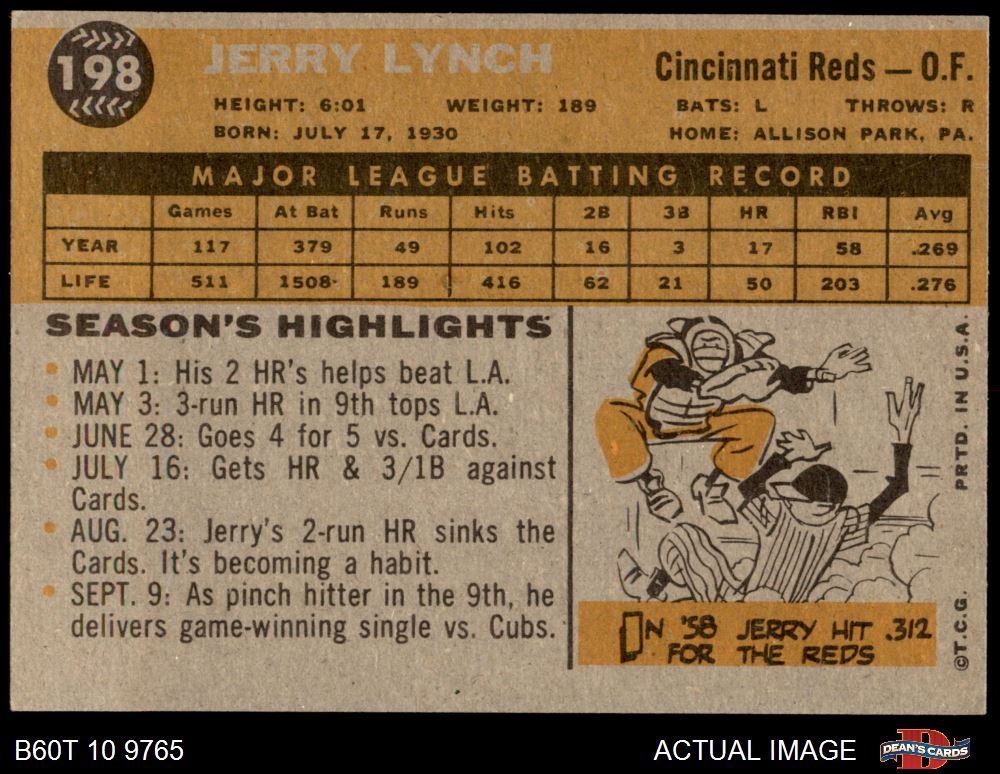 198
JERRY LYNCH
Cincinnati Reds — O.F.
HEIGHT: 6:01 WEIGHT: 189 BATS: L THROWS: R
BORN: JULY 17, 1930 HOME: ALLISON PARK, PA.
MAJOR LEAGUE BATTING RECORD
Games At Bat Runs Hits 2B 3B HR RBI Avg
YEAR 117 379 49 102 16 3 17 58 .269
LIFE 511 1508 189 416 62 21 50 203 .276
SEASON'S HIGHLIGHTS
MAY 1: His 2 HR's helps beat L.A.
MAY 3: 3-run HR in 9th tops L.A.
JUNE 28: Goes 4 for 5 vs. Cards.
JULY 16: Gets HR & 3/1B against
Cards.
AUG. 23: Jerry's 2-run HR sinks the
Cards. It's becoming a habit.
SEPT. 9: As pinch hitter in the 9th, he
delivers game-winning single vs. Cubs.
IN '58 JERRY HIT .312
FOR THE REDS
©T.C.G. PRTD. IN U.S.A.
B60T 10 9765
ACTUAL IMAGE
DEAN'S CARDS